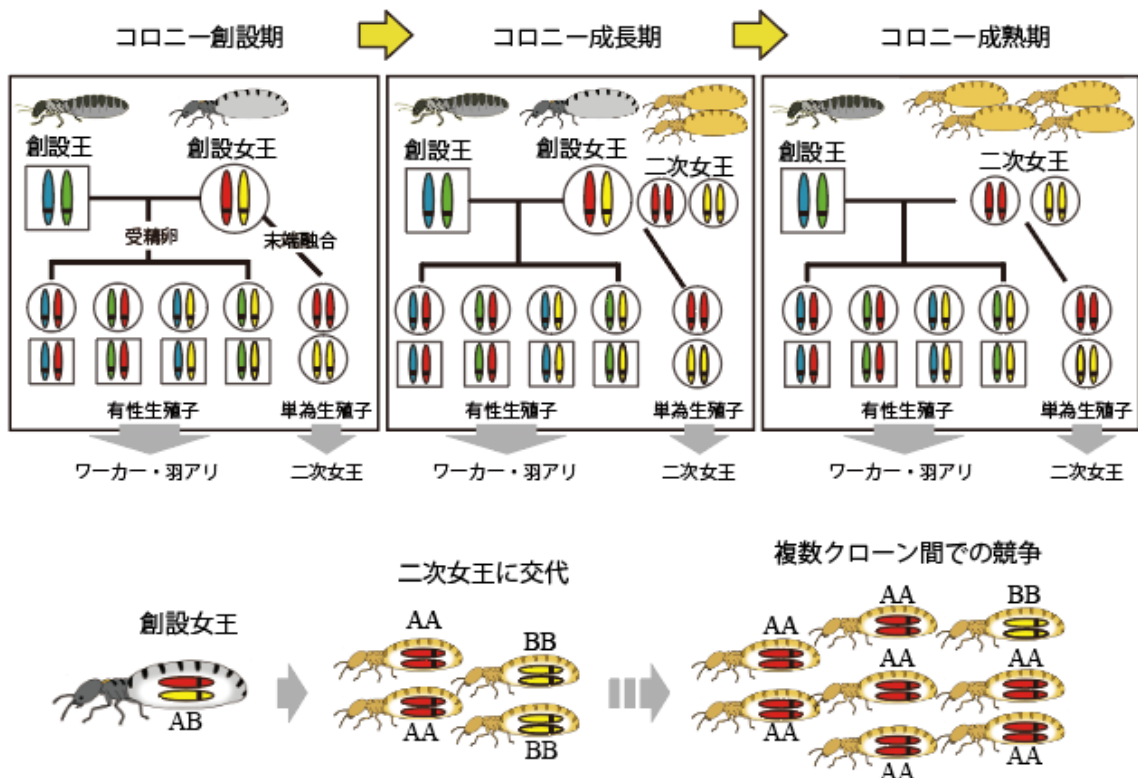 コロニー創設期
コロニー成長期
コロニー成熟期
創設王
創設女王
受精卵
末端融合
有性生殖子
単為生殖子
ワーカー・羽アリ
二次女王
創設王
創設女王
二次女王
有性生殖子
単為生殖子
ワーカー・羽アリ
二次女王
創設王
二次女王
有性生殖子
単為生殖子
ワーカー・羽アリ
二次女王
創設女王
AB
二次女王に交代
AA
BB
AA
BB
複数クローン間での競争
AA
AA
BB
AA
AA
AA
AA
AA